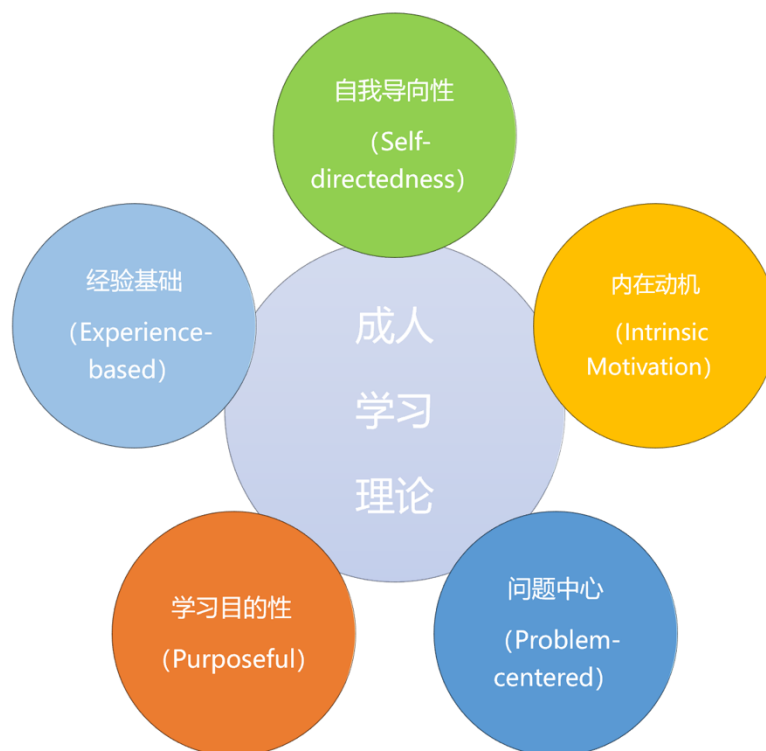 自我导向性
（Self-
directedness）
经验基础
（Experience-
based）
内在动机
（Intrinsic
Motivation）
成人
学习
理论
学习目的性
（Purposeful）
问题中心
（Problem-
centered）